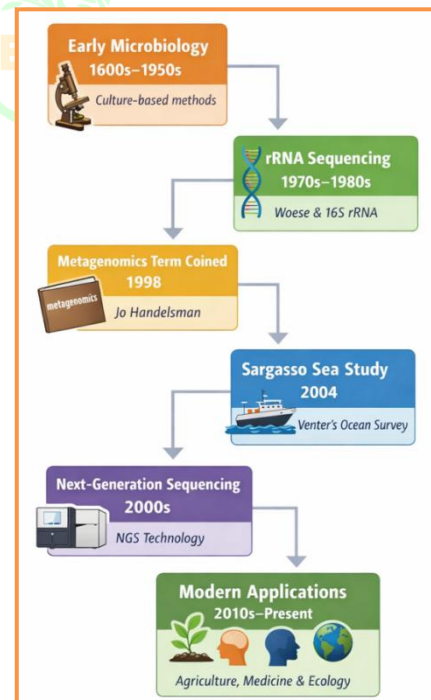 Early Microbiology
1600s–1950s
Culture-based methods
rRNA Sequencing
1970s–1980s
Woese & 16S rRNA
Metagenomics Term Coined
1998
metagenomics
Jo Handelsman
Sargasso Sea Study
2004
Venter's Ocean Survey
Next-Generation Sequencing
2000s
NGS Technology
Modern Applications
2010s–Present
Agriculture, Medicine & Ecology